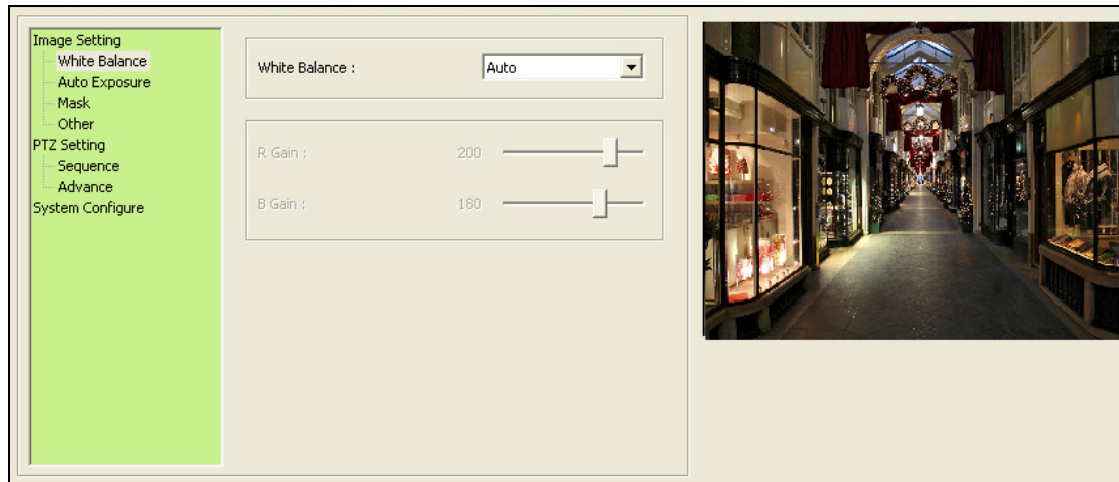 Image Setting
White Balance
Auto Exposure
Mask
Other
PTZ Setting
Sequence
Advance
System Configure
White Balance :
Auto
R Gain :
200
B Gain :
180